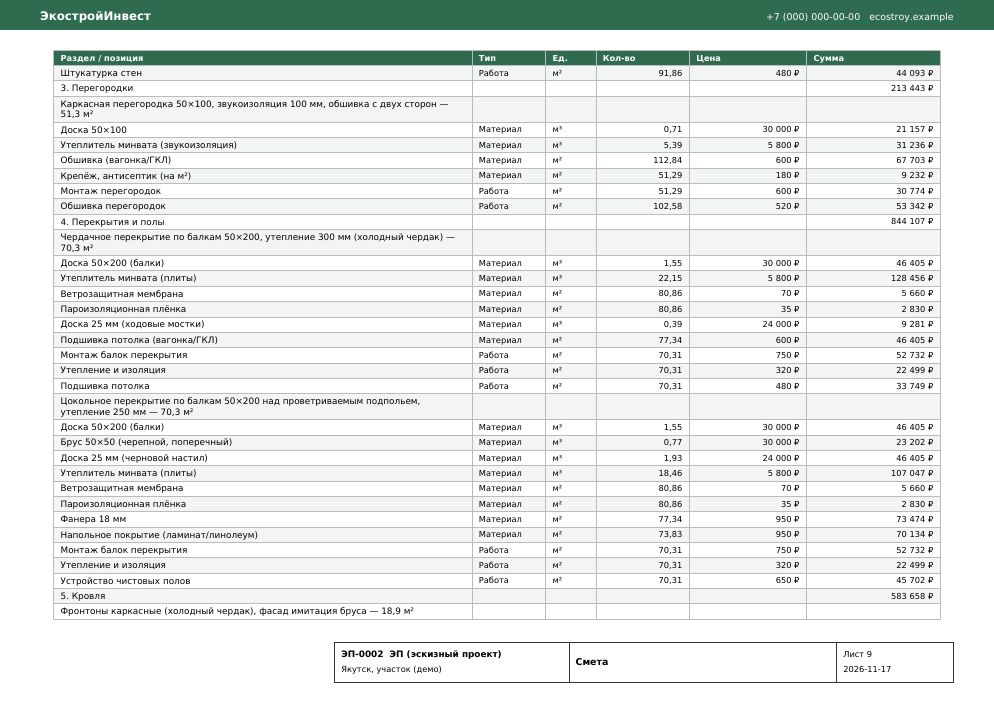 ЭкостройИнвест
+7 (000) 000-00-00 ecostroy.example
Раздел / позиция Тип Ед. Кол-во Цена Сумма
Штукатурка стен Работа м² 91,86 480 ₽ 44 093 ₽
3. Перегородки 213 443 ₽
Каркасная перегородка 50×100, звукоизоляция 100 мм, обшивка с двух сторон —
51,3 м²
Доска 50×100 Материал м³ 0,71 30 000 ₽ 21 157 ₽
Утеплитель минвата (звукоизоляция) Материал м³ 5,39 5 800 ₽ 31 236 ₽
Обшивка (вагонка/ГКЛ) Материал м² 112,84 600 ₽ 67 703 ₽
Крепёж, антисептик (на м²) Материал м² 51,29 180 ₽ 9 232 ₽
Монтаж перегородок Работа м² 51,29 600 ₽ 30 774 ₽
Обшивка перегородок Работа м² 102,58 520 ₽ 53 342 ₽
4. Перекрытия и полы 844 107 ₽
Чердачное перекрытие по балкам 50×200, утепление 300 мм (холодный чердак) —
70,3 м²
Доска 50×200 (балки) Материал м³ 1,55 30 000 ₽ 46 405 ₽
Утеплитель минвата (плиты) Материал м³ 22,15 5 800 ₽ 128 456 ₽
Ветрозащитная мембрана Материал м² 80,86 70 ₽ 5 660 ₽
Пароизоляционная плёнка Материал м² 80,86 35 ₽ 2 830 ₽
Доска 25 мм (ходовые мостки) Материал м³ 0,39 24 000 ₽ 9 281 ₽
Подшивка потолка (вагонка/ГКЛ) Материал м² 77,34 600 ₽ 46 405 ₽
Монтаж балок перекрытия Работа м² 70,31 750 ₽ 52 732 ₽
Утепление и изоляция Работа м² 70,31 320 ₽ 22 499 ₽
Подшивка потолка Работа м² 70,31 480 ₽ 33 749 ₽
Цокольное перекрытие по балкам 50×200 над проветриваемым подпольем,
утепление 250 мм — 70,3 м²
Доска 50×200 (балки) Материал м³ 1,55 30 000 ₽ 46 405 ₽
Брус 50×50 (черепной, поперечный) Материал м³ 0,77 30 000 ₽ 23 202 ₽
Доска 25 мм (черновой настил) Материал м³ 1,93 24 000 ₽ 46 405 ₽
Утеплитель минвата (плиты) Материал м³ 18,46 5 800 ₽ 107 047 ₽
Ветрозащитная мембрана Материал м² 80,86 70 ₽ 5 660 ₽
Пароизоляционная плёнка Материал м² 80,86 35 ₽ 2 830 ₽
Фанера 18 мм Материал м² 77,34 950 ₽ 73 474 ₽
Напольное покрытие (ламинат/линолеум) Материал м² 73,83 950 ₽ 70 134 ₽
Монтаж балок перекрытия Работа м² 70,31 750 ₽ 52 732 ₽
Утепление и изоляция Работа м² 70,31 320 ₽ 22 499 ₽
Устройство чистовых полов Работа м² 70,31 650 ₽ 45 702 ₽
5. Кровля 583 658 ₽
Фронтоны каркасные (холодный чердак), фасад имитация бруса — 18,9 м²
ЭП-0002 ЭП (эскизный проект)
Якутск, участок (демо)
Смета
Лист 9
2026-11-17